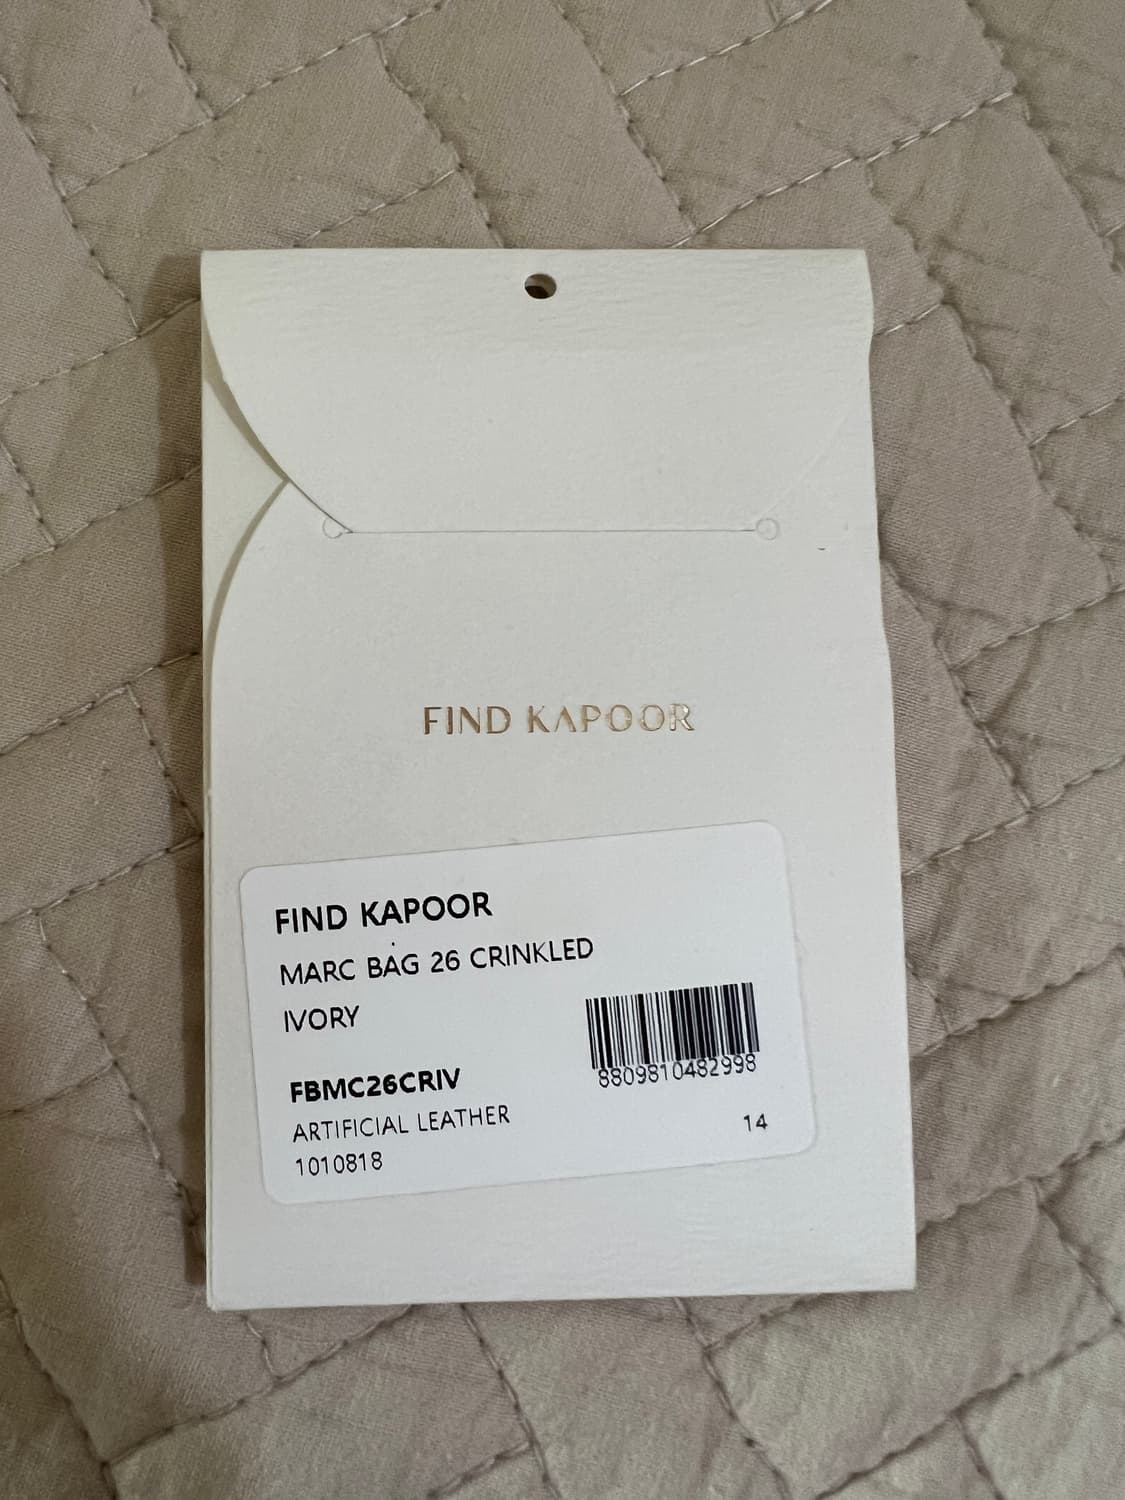 FIND KAPOOR
FIND KAPOOR
MARC BAG 26 CRINKLED
IVORY
FBMC26CRIV
8809810482998
ARTIFICIAL LEATHER
14
1010818